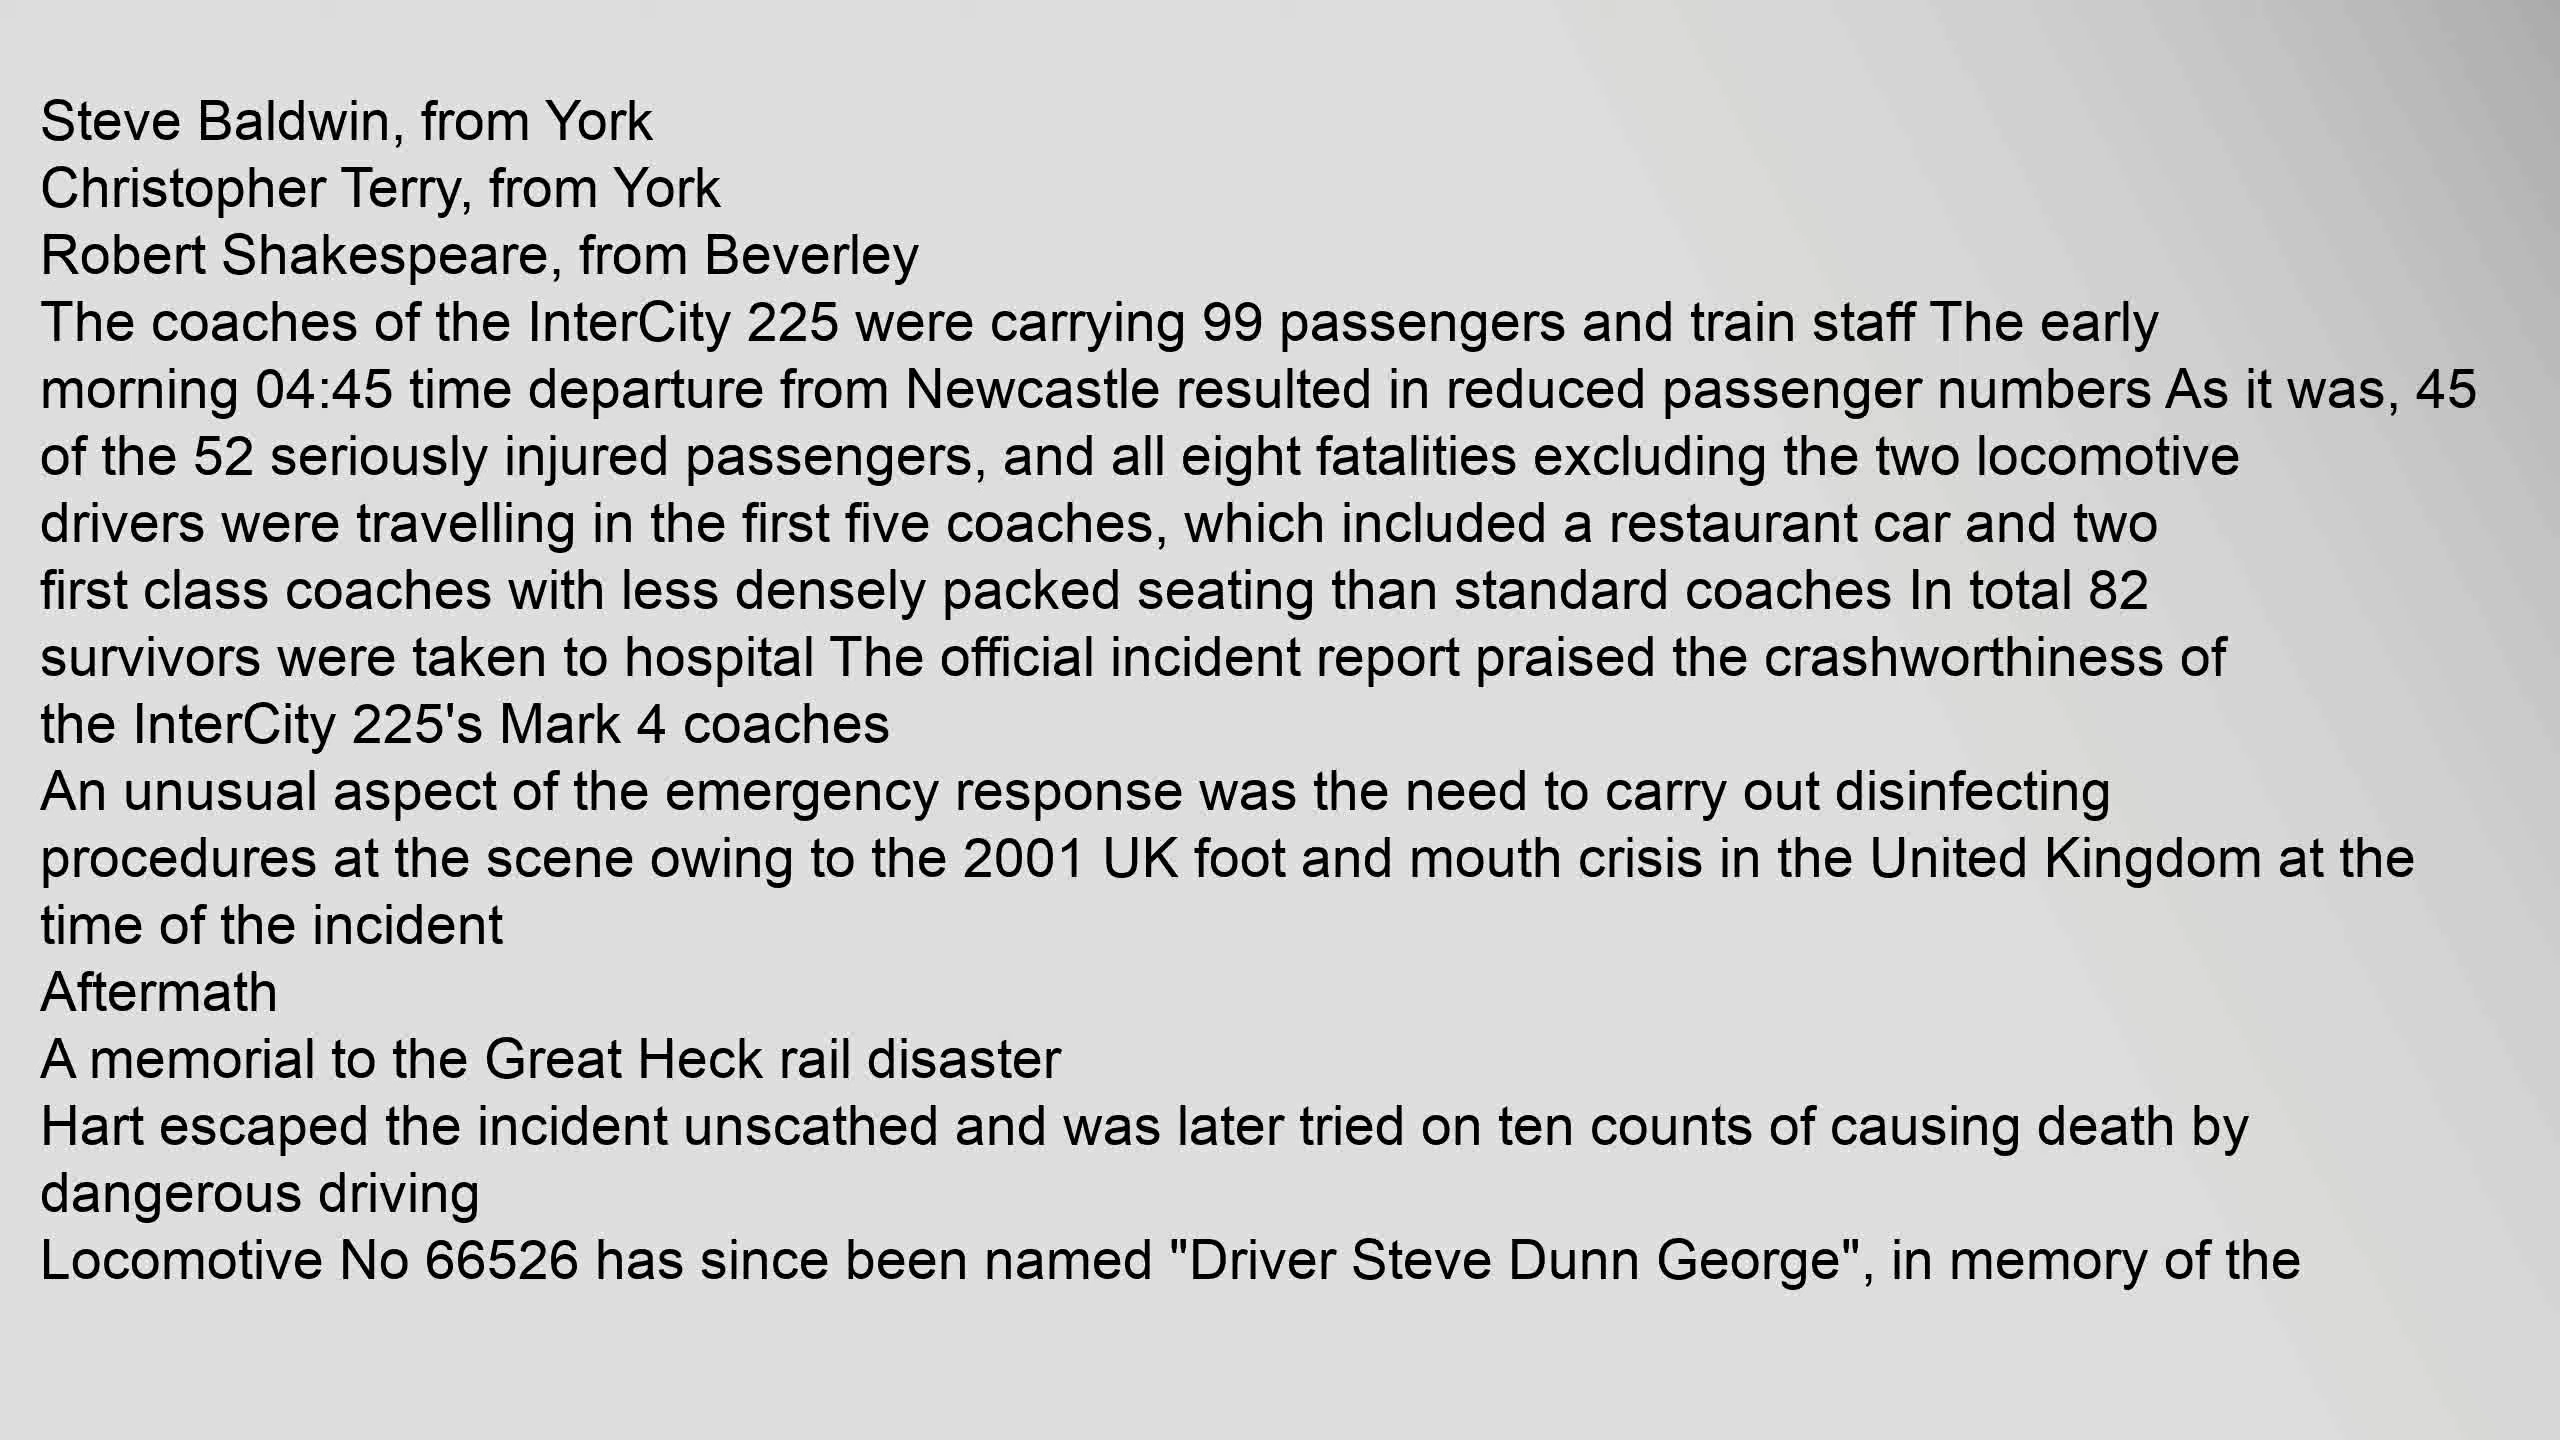 Steve Baldwin, from York
Christopher Terry, from York
Robert Shakespeare, from Beverley
The coaches of the InterCity 225 were carrying 99 passengers and train staff The early
morning 04:45 time departure from Newcastle resulted in reduced passenger numbers As it was, 45
of the 52 seriously injured passengers, and all eight fatalities excluding the two locomotive
drivers were travelling in the first five coaches, which included a restaurant car and two
first class coaches with less densely packed seating than standard coaches In total 82
survivors were taken to hospital The official incident report praised the crashworthiness of
the InterCity 225's Mark 4 coaches
An unusual aspect of the emergency response was the need to carry out disinfecting
procedures at the scene owing to the 2001 UK foot and mouth crisis in the United Kingdom at the
time of the incident
Aftermath
A memorial to the Great Heck rail disaster
Hart escaped the incident unscathed and was later tried on ten counts of causing death by
dangerous driving
Locomotive No 66526 has since been named "Driver Steve Dunn George", in memory of the